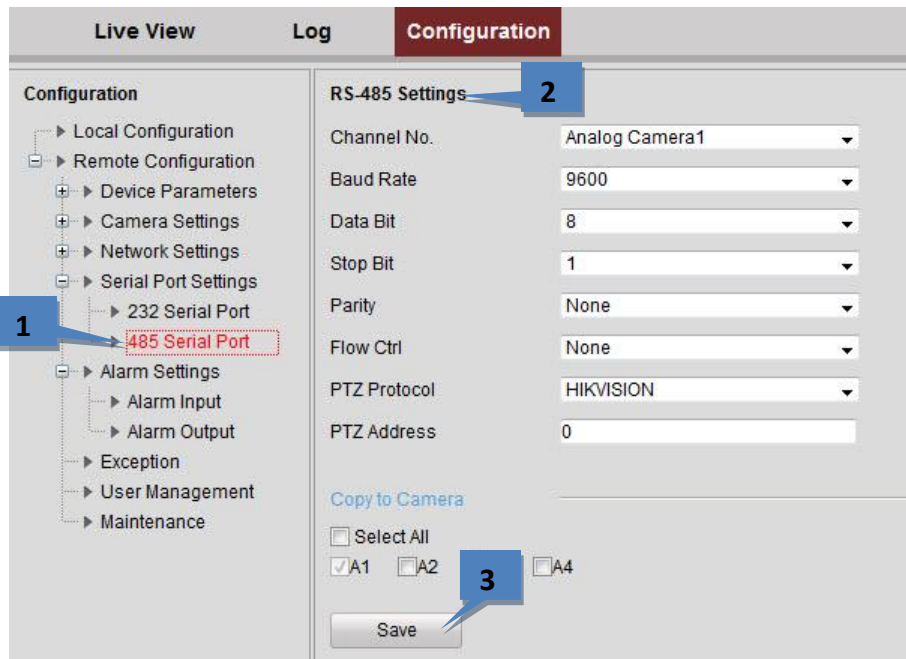 Live View Log Configuration
Configuration
Local Configuration
Remote Configuration
Device Parameters
Camera Settings
Network Settings
Serial Port Settings
232 Serial Port
1
485 Serial Port
Alarm Settings
Alarm Input
Alarm Output
Exception
User Management
Maintenance
RS-485 Settings
2
Channel No. Analog Camera1
Baud Rate 9600
Data Bit 8
Stop Bit 1
Parity None
Flow Ctrl None
PTZ Protocol HIKVISION
PTZ Address 0
Copy to Camera
Select All
A1 A2 A4
3
Save